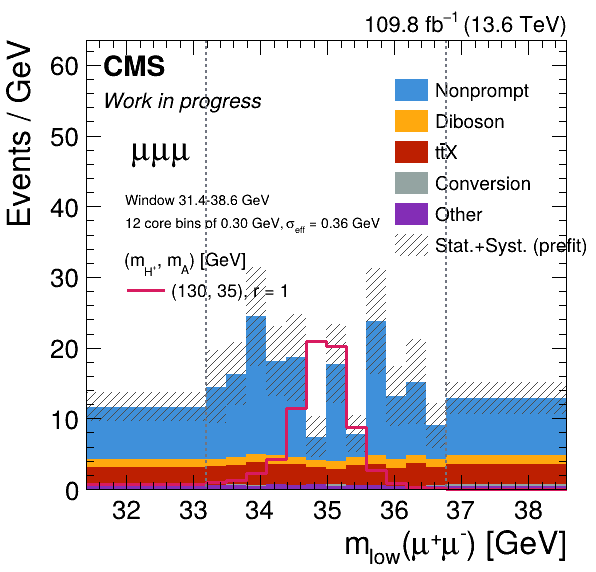 109.8 fb⁻¹ (13.6 TeV)
Events / GeV
CMS
Work in progress
μμμ
Window 31.4-38.6 GeV
12 core bins of 0.30 GeV, σeff = 0.36 GeV
(mH⁺, mA) [GeV]
(130, 35), r = 1
Nonprompt
Diboson
tt̄X
Conversion
Other
Stat.+Syst. (prefit)
60
50
40
30
20
10
0
32 33 34 35 36 37 38
mlow(μ⁺μ⁻) [GeV]